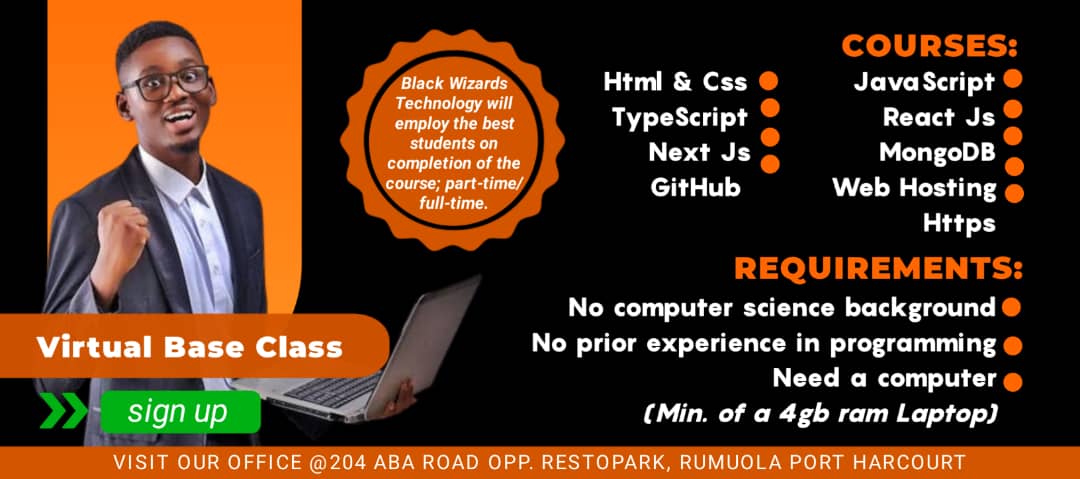 Black Wizards
Technology will
employ the best
students on
completion of the
course; part-time/
full-time.
COURSES:
Html & Css
TypeScript
Next Js
GitHub
JavaScript
React Js
MongoDB
Web Hosting
Https
REQUIREMENTS:
No computer science background
No prior experience in programming
Need a computer
(Min. of a 4gb ram Laptop)
Virtual Base Class
sign up
VISIT OUR OFFICE @204 ABA ROAD OPP. RESTOPARK, RUMUOLA PORT HARCOURT